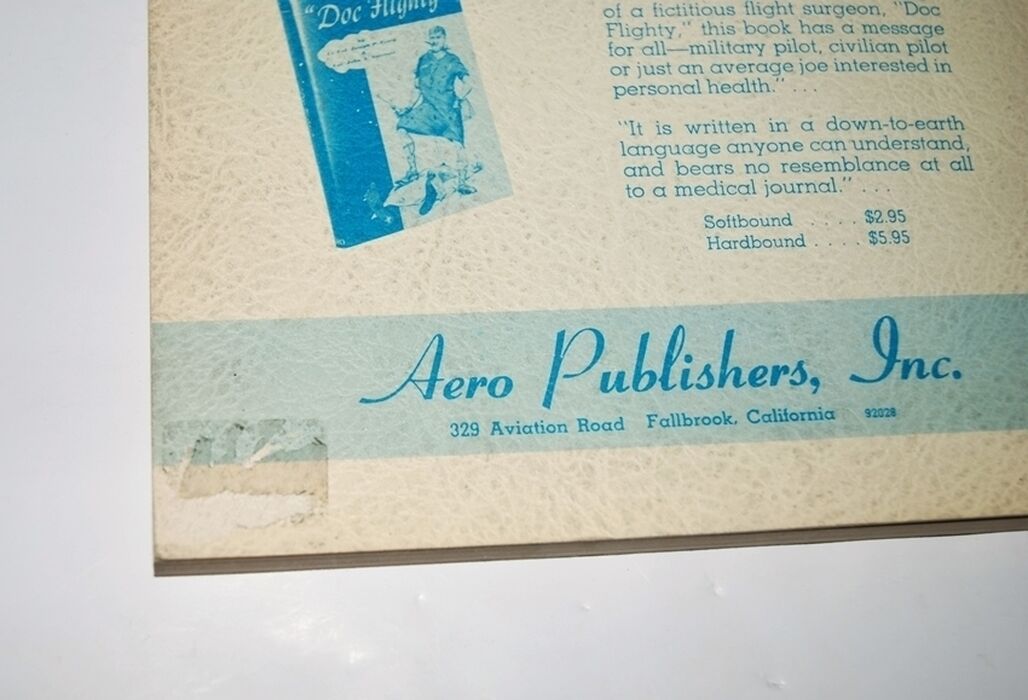 "Doc Flighty"
of a fictitious flight surgeon, "Doc
Flighty," this book has a message
for all—military pilot, civilian pilot
or just an average joe interested in
personal health." . . .
"It is written in a down-to-earth
language anyone can understand,
and bears no resemblance at all
to a medical journal." . . .
Softbound . . . . $2.95
Hardbound . . . . $5.95
Aero Publishers, Inc.
329 Aviation Road Fallbrook, California 92028